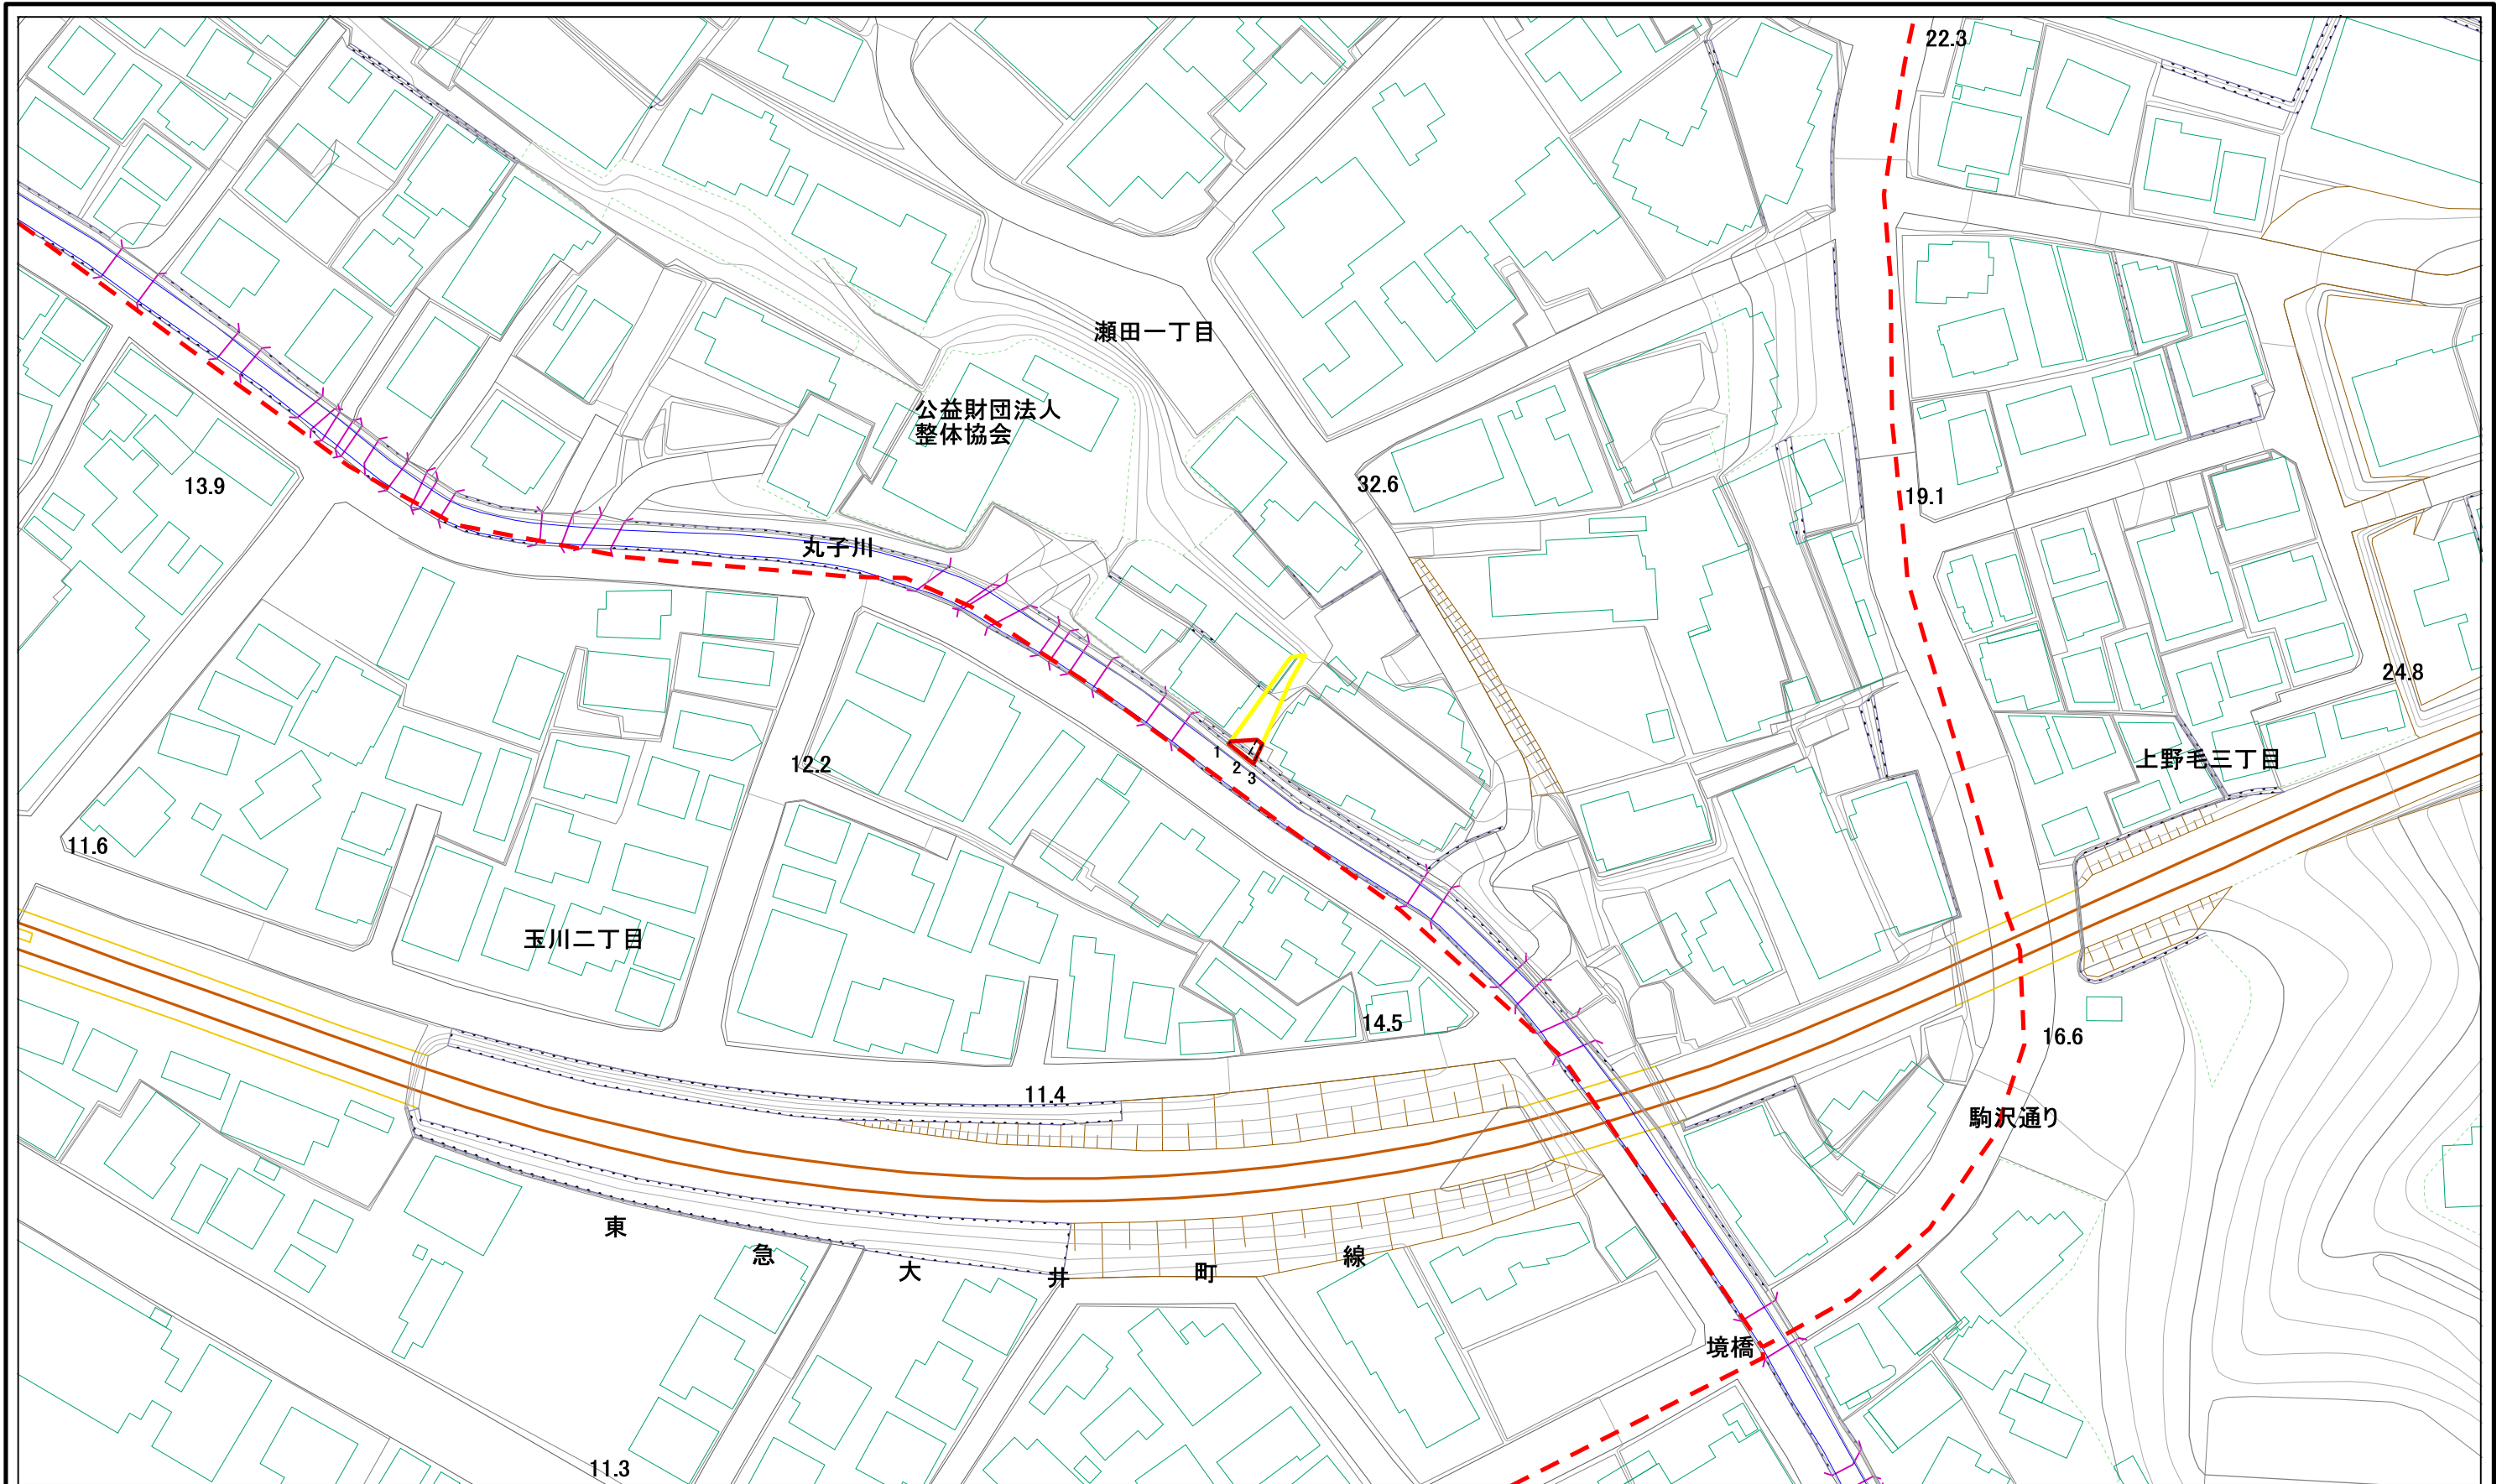 22.3
瀬田一丁目
公益財団法人
整体協会
13.9
32.6
19.1
丸子川
24.8
1
2
3
4
12.2
上野毛三丁目
11.6
玉川二丁目
14.5
16.6
11.4
駒沢通り
東急大井町線
境橋
11.3